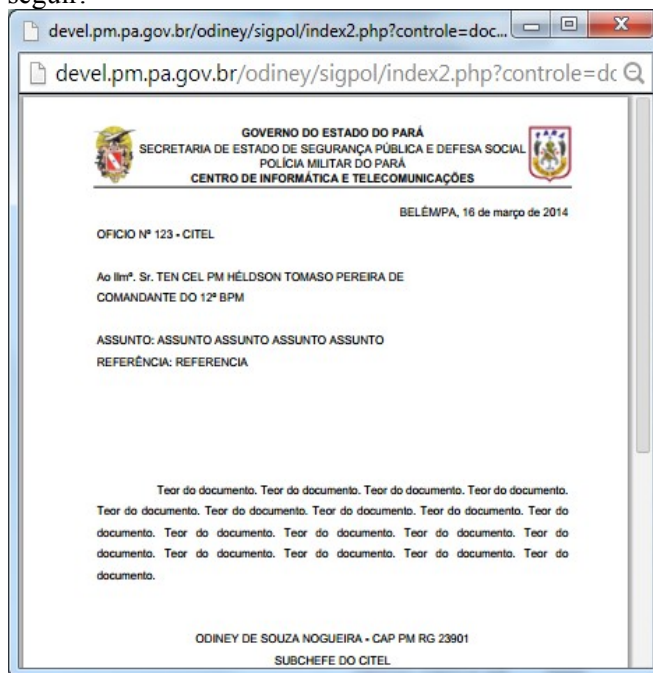 seguir:
devel.pm.pa.gov.br/odiney/sigpol/index2.php?controle=doc...
devel.pm.pa.gov.br/odiney/sigpol/index2.php?controle=dc
GOVERNO DO ESTADO DO PARÁ
SECRETARIA DE ESTADO DE SEGURANÇA PÚBLICA E DEFESA SOCIAL
POLÍCIA MILITAR DO PARÁ
CENTRO DE INFORMÁTICA E TELECOMUNICAÇÕES
BELÉM/PA, 16 de março de 2014
OFICIO Nº 123 - CITEL
Ao Ilmº. Sr. TEN CEL PM HÉLDSON TOMASO PEREIRA DE
COMANDANTE DO 12º BPM
ASSUNTO: ASSUNTO ASSUNTO ASSUNTO ASSUNTO
REFERÊNCIA: REFERENCIA
Teor do documento. Teor do documento. Teor do documento. Teor do documento.
Teor do documento. Teor do documento. Teor do documento. Teor do documento. Teor do
documento. Teor do documento. Teor do documento. Teor do documento. Teor do
documento. Teor do documento. Teor do documento. Teor do documento. Teor do
documento.
ODINEY DE SOUZA NOGUEIRA - CAP PM RG 23901
SUBCHEFE DO CITEL